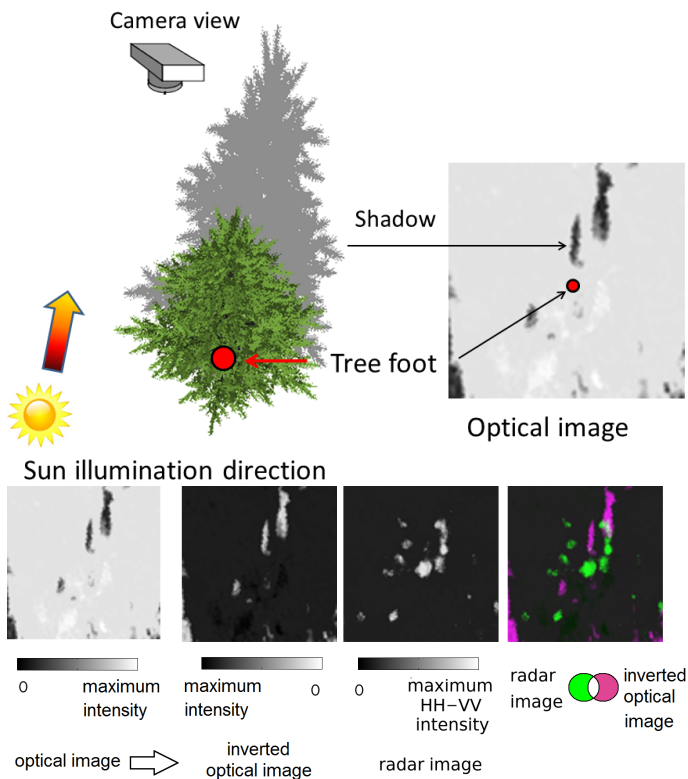 Camera view
Shadow
Tree foot
Optical image
Sun illumination direction
0
maximum
intensity
maximum
intensity
0
0
maximum
HH−VV
intensity
radar
image
inverted
optical
image
optical image
inverted
optical image
radar image